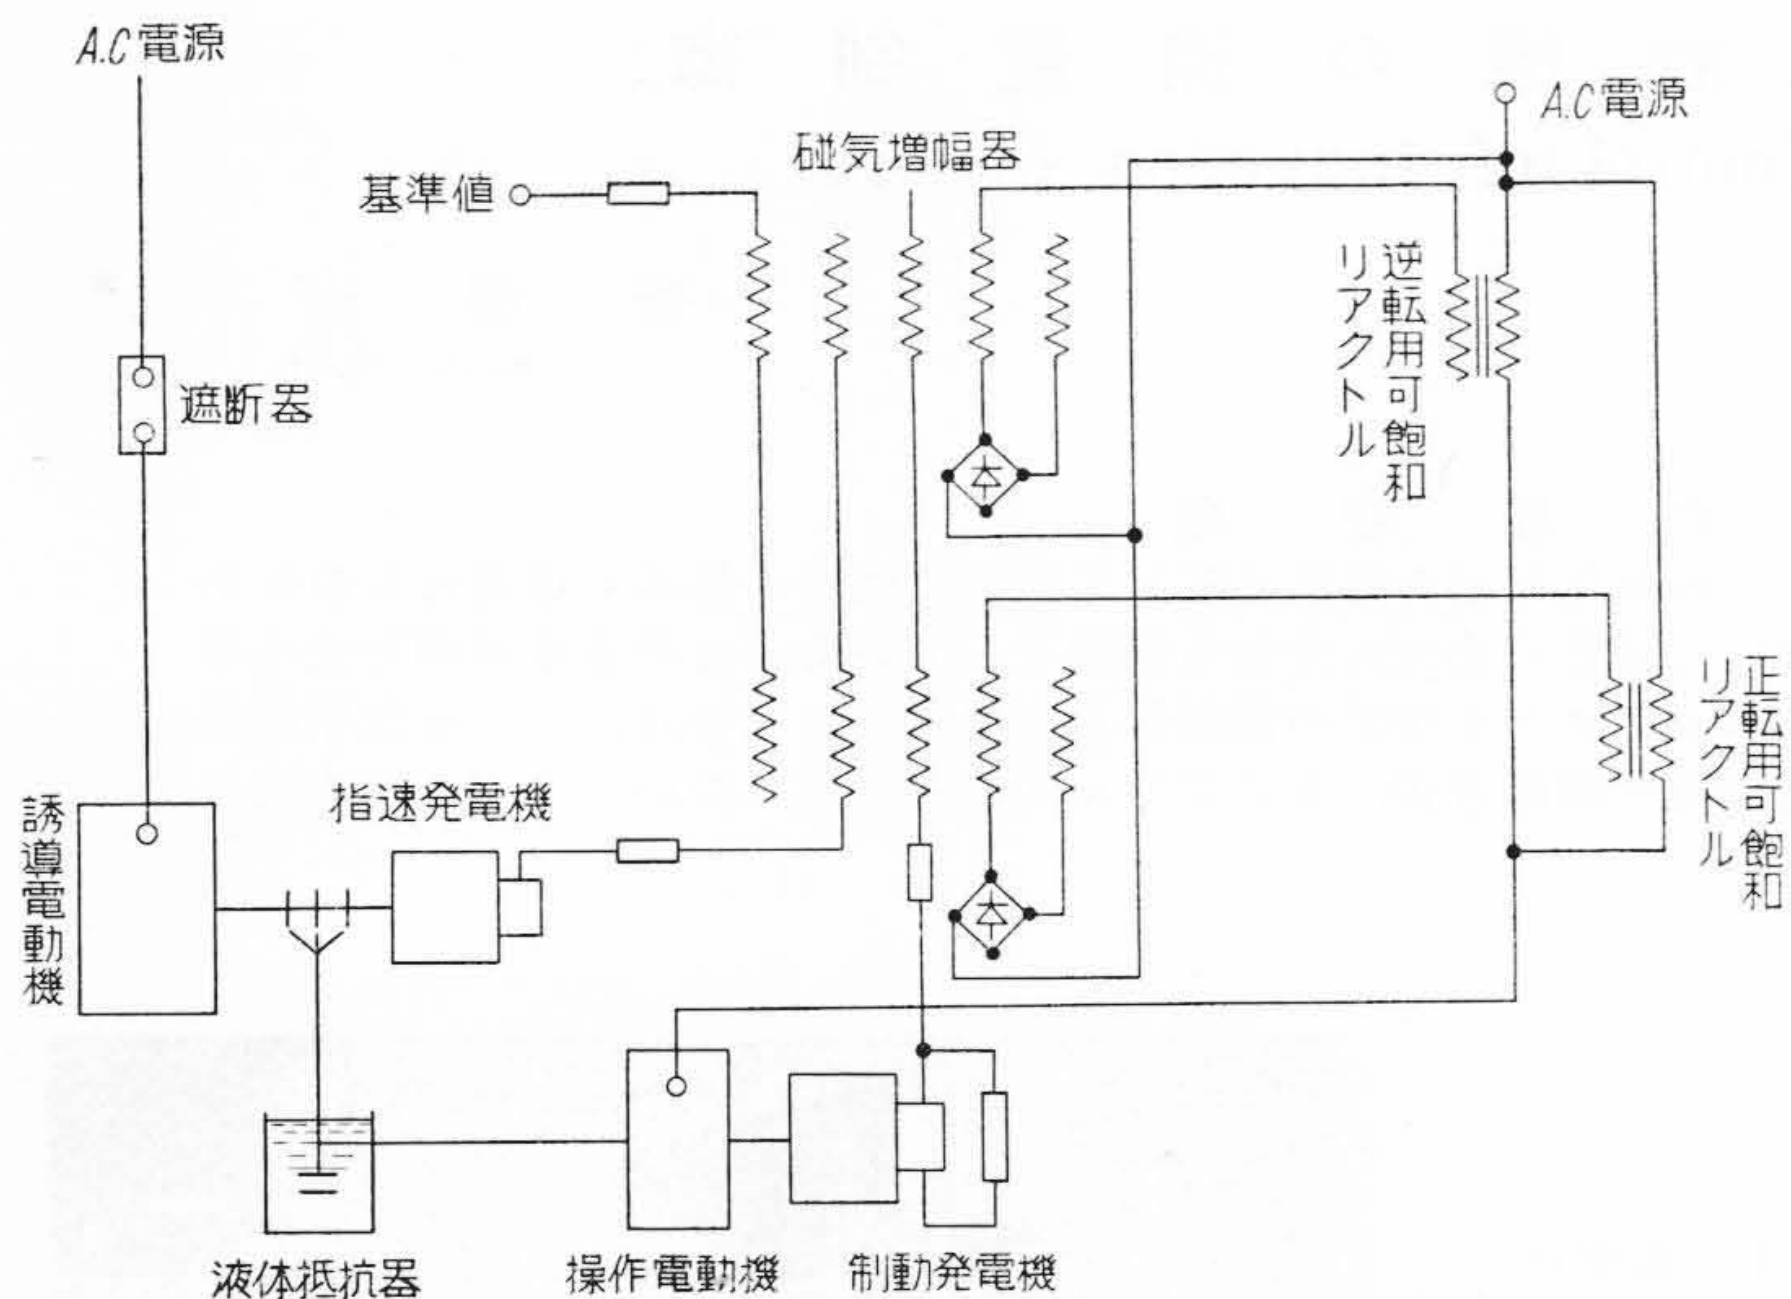 A.C電源
A.C電源
磁気増幅器
基準値
逆転用可飽和
リアクトル
遮断器
正転用可飽和
リアクトル
指速発電機
誘導電動機
液体抵抗器
操作電動機
制動発電機